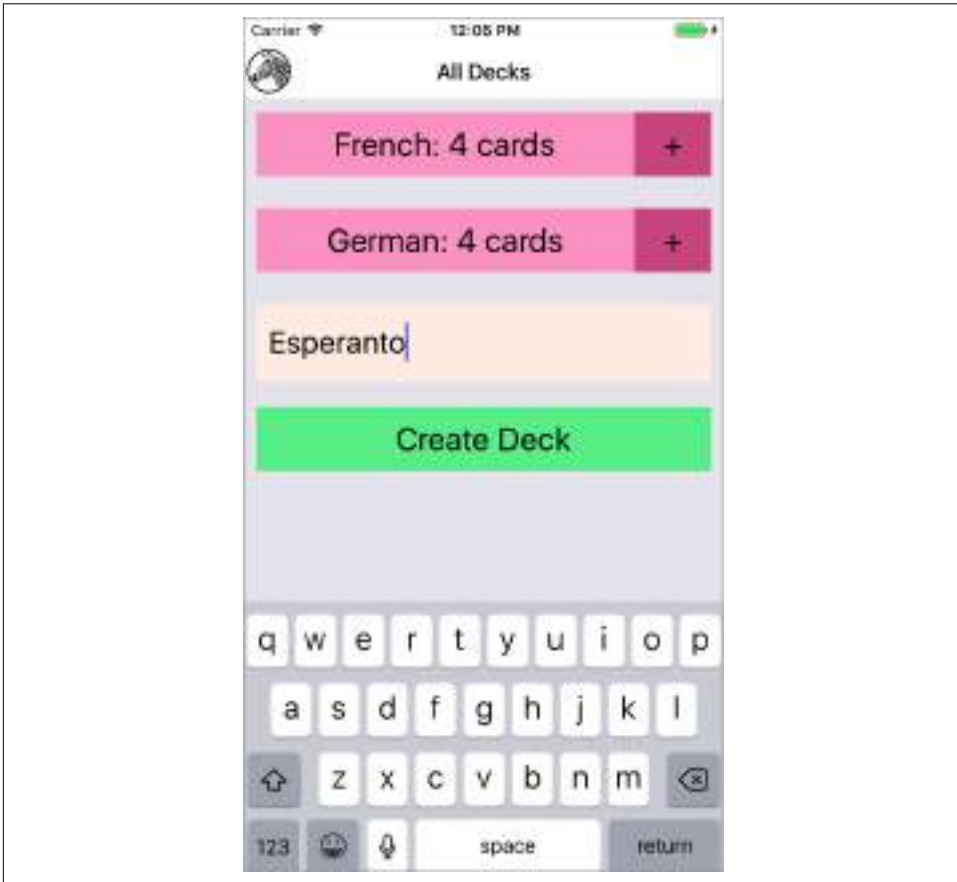 Carrier 12:05 PM
All Decks
French: 4 cards +
German: 4 cards +
Esperanto
Create Deck
q w e r t y u i o p
a s d f g h j k l
z x c v b n m
123 space return